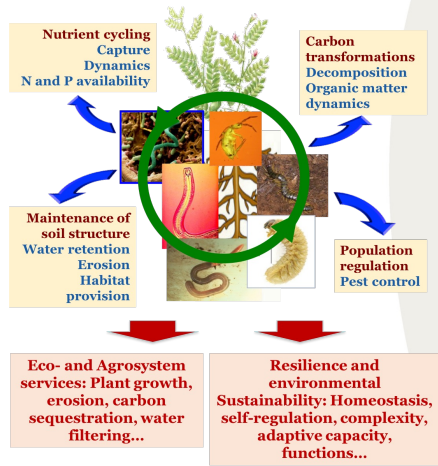 Nutrient cycling
Capture
Dynamics
N and P availability
Carbon
transformations
Decomposition
Organic matter
dynamics
Maintenance of
soil structure
Water retention
Erosion
Habitat
provision
Population
regulation
Pest control
Eco- and Agrosystem
services: Plant growth,
erosion, carbon
sequestration, water
filtering...
Resilience and
environmental
Sustainability: Homeostasis,
self-regulation, complexity,
adaptive capacity,
functions...